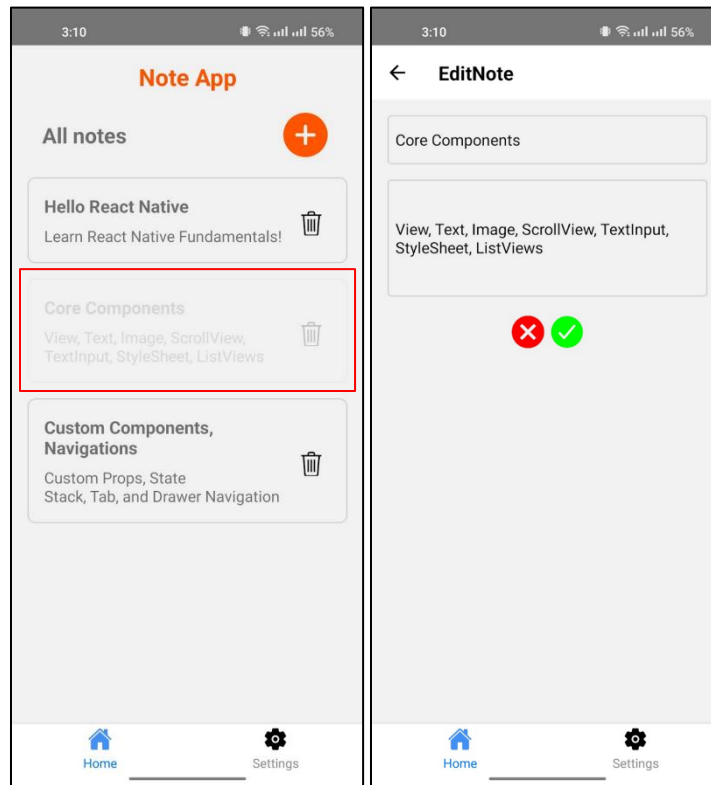 3:10
56%
Note App
All notes
Hello React Native
Learn React Native Fundamentals!
Core Components
View, Text, Image, ScrollView,
TextInput, StyleSheet, ListViews
Custom Components,
Navigations
Custom Props, State
Stack, Tab, and Drawer Navigation
Home
Settings
3:10
56%
EditNote
Core Components
View, Text, Image, ScrollView, TextInput,
StyleSheet, ListViews
Home
Settings